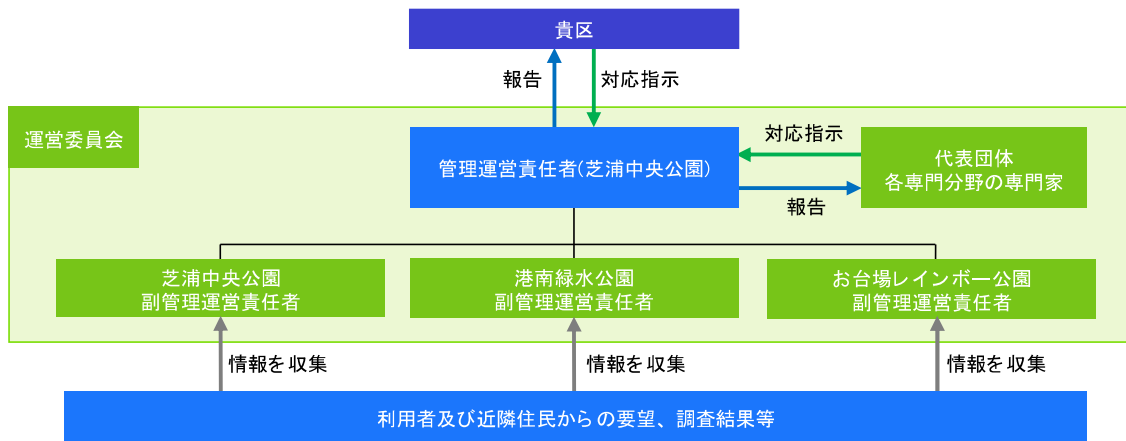 貴区
報告
対応指示
運営委員会
管理運営責任者(芝浦中央公園)
対応指示
報告
代表団体
各専門分野の専門家
芝浦中央公園
副管理運営責任者
港南緑水公園
副管理運営責任者
お台場レインボー公園
副管理運営責任者
情報を収集
情報を収集
情報を収集
利用者及び近隣住民からの要望、調査結果等